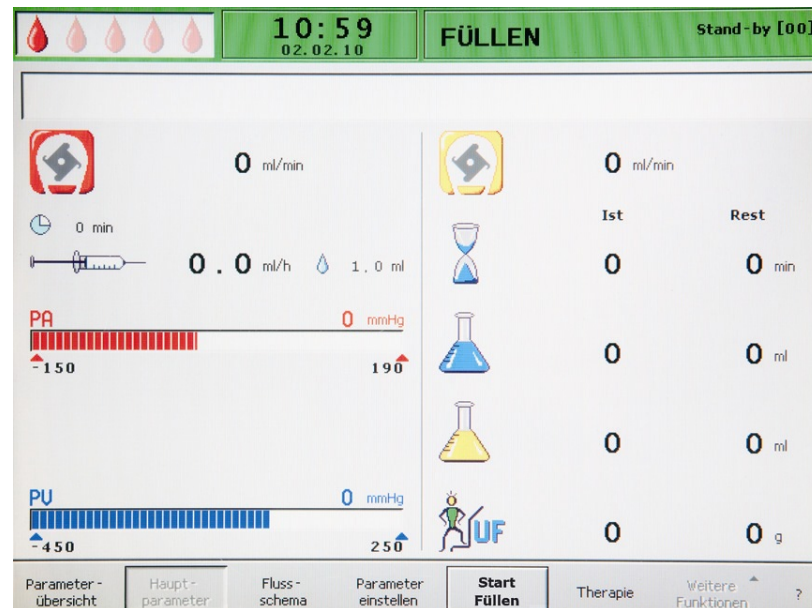 10:59
02.02.10
FÜLLEN
Stand-by [00]
0 ml/min
0 min
0.0 ml/h 1.0 ml
PA 0 mmHg
-150 190
PV 0 mmHg
-450 250
0 ml/min
Ist Rest
0 0 min
0 0 ml
0 0 ml
UF 0 0 g
Parameter-
übersicht
Haupt-
parameter
Fluss-
schema
Parameter
einstellen
Start
Füllen
Therapie
Weitere
Funktionen
?